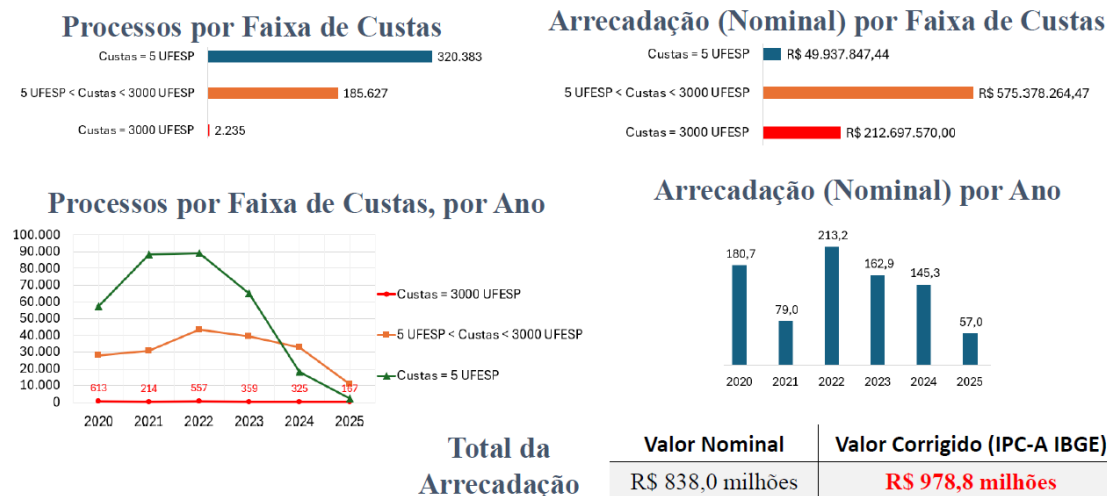 Processos por Faixa de Custas
Custas = 5 UFESP
320.383
5 UFESP < Custas < 3000 UFESP
185.627
Custas = 3000 UFESP
2.235
Arrecadação (Nominal) por Faixa de Custas
Custas = 5 UFESP
R$ 49.937.847,44
5 UFESP < Custas < 3000 UFESP
R$ 575.378.264,47
Custas = 3000 UFESP
R$ 212.697.570,00
Processos por Faixa de Custas, por Ano
100.000
90.000
80.000
70.000
60.000
50.000
40.000
30.000
20.000
10.000
0
613 214 557 359 325 167
2020 2021 2022 2023 2024 2025
Custas = 3000 UFESP
5 UFESP < Custas < 3000 UFESP
Custas = 5 UFESP
Arrecadação (Nominal) por Ano
180,7 79,0 213,2 162,9 145,3 57,0
2020 2021 2022 2023 2024 2025
Total da
Arrecadação
Valor Nominal Valor Corrigido (IPC-A IBGE)
R$ 838,0 milhões R$ 978,8 milhões